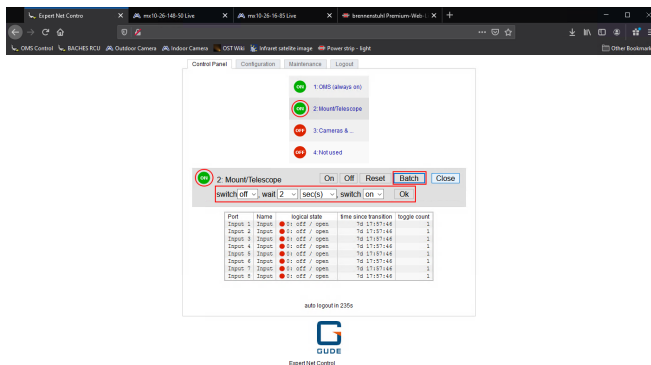 Expert Net Contro
ms10-26-148-50 Live
ms10-26-16-85 Live
brennenstuhl Premium-Web-
OMS Control
BACHES RCU
Outdoor Camera
Indoor Camera
OST Wiki
Infraret satelite image
Power strip - light
Other Bookmark
Control Panel
Configuration
Maintenance
Logout
ON 1: OMS (always on)
ON 2: Mount/Telescope
OFF 3: Cameras & ...
OFF 4: Not used
ON 2: Mount/Telescope On Off Reset Batch Close
switch off , wait 2 sec(s) , switch on Ok
Port Name logical state time since transition toggle count
Input 1 Input 0: off / open 7d 17:57:46 1
Input 2 Input 0: off / open 7d 17:57:46 1
Input 3 Input 0: off / open 7d 17:57:46 1
Input 4 Input 0: off / open 7d 17:57:46 1
Input 5 Input 0: off / open 7d 17:57:46 1
Input 6 Input 0: off / open 7d 17:57:46 1
Input 7 Input 0: off / open 7d 17:57:46 1
Input 8 Input 0: off / open 7d 17:57:46 1
auto logout in 235s
GUDE
Expert Net Control